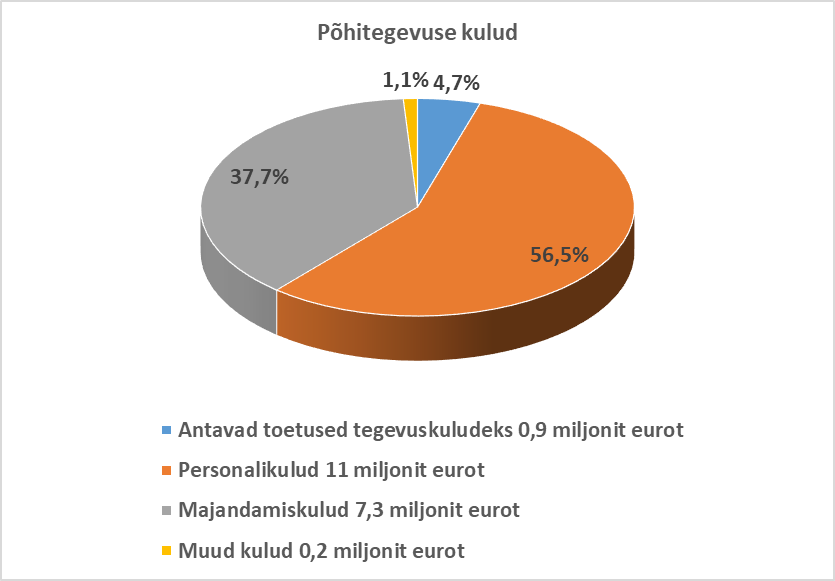 Põhitegevuse kulud
1,1%
4,7%
37,7%
56,5%
Antavad toetused tegevuskuludeks 0,9 miljonit eurot
Personalikulud 11 miljonit eurot
Majandamiskulud 7,3 miljonit eurot
Muud kulud 0,2 miljonit eurot